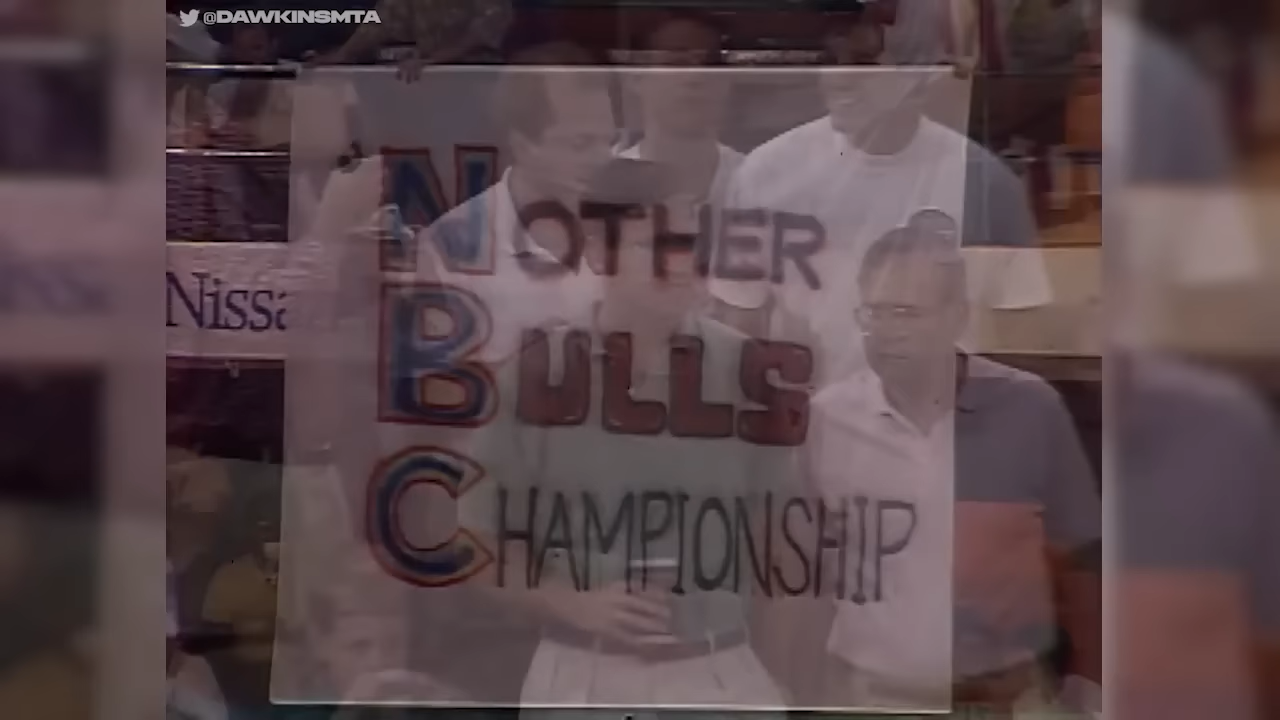 @DAWKINSMTA
NOTHER
Nissa
BULLS
CHAMPIONSHIP